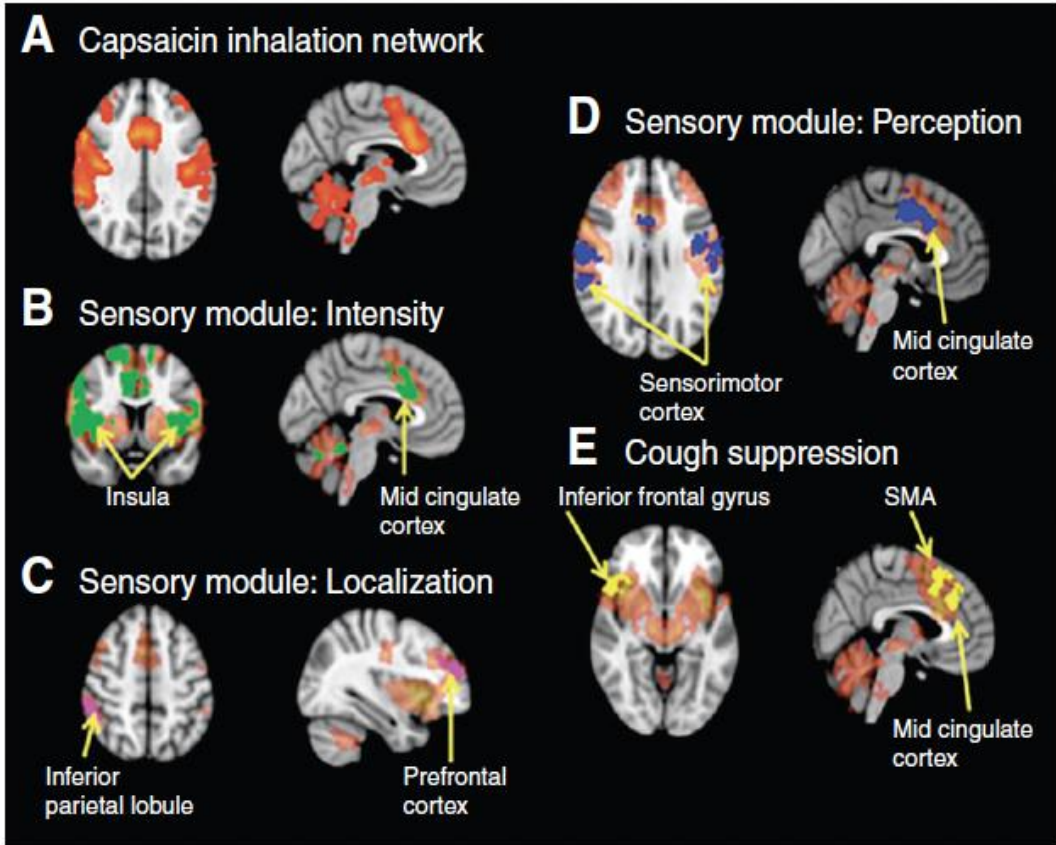 A Capsaicin inhalation network
B Sensory module: Intensity
Insula
Mid cingulate
cortex
C Sensory module: Localization
Inferior
parietal lobule
Prefrontal
cortex
D Sensory module: Perception
Sensorimotor
cortex
Mid cingulate
cortex
E Cough suppression
Inferior frontal gyrus
SMA
Mid cingulate
cortex